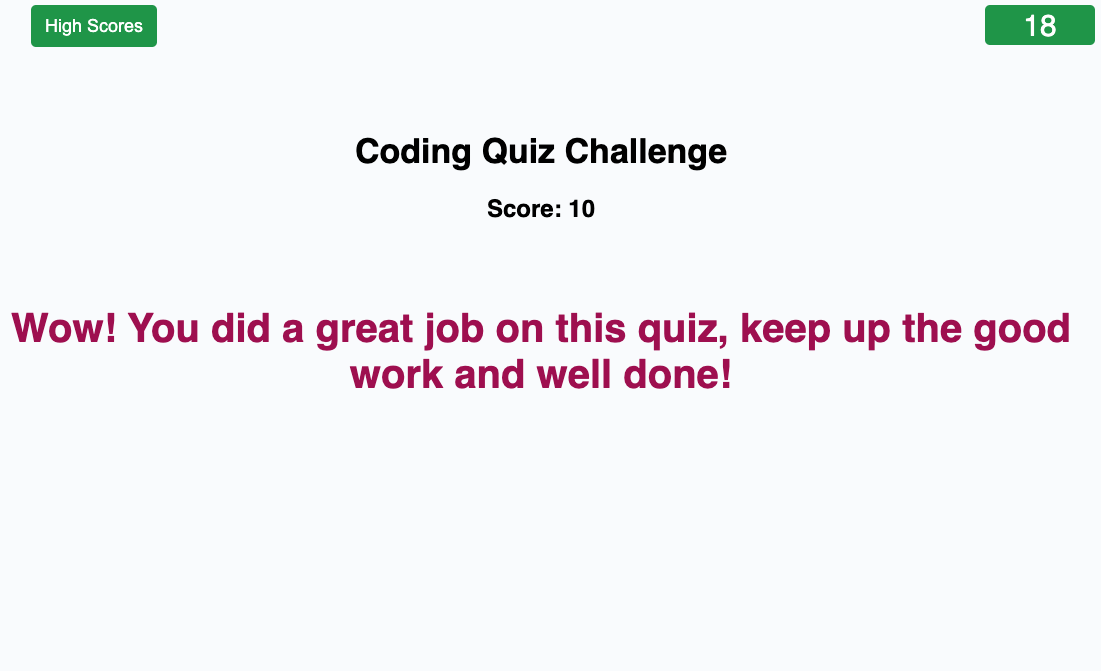 High Scores
18
Coding Quiz Challenge
Score: 10
Wow! You did a great job on this quiz, keep up the good
work and well done!